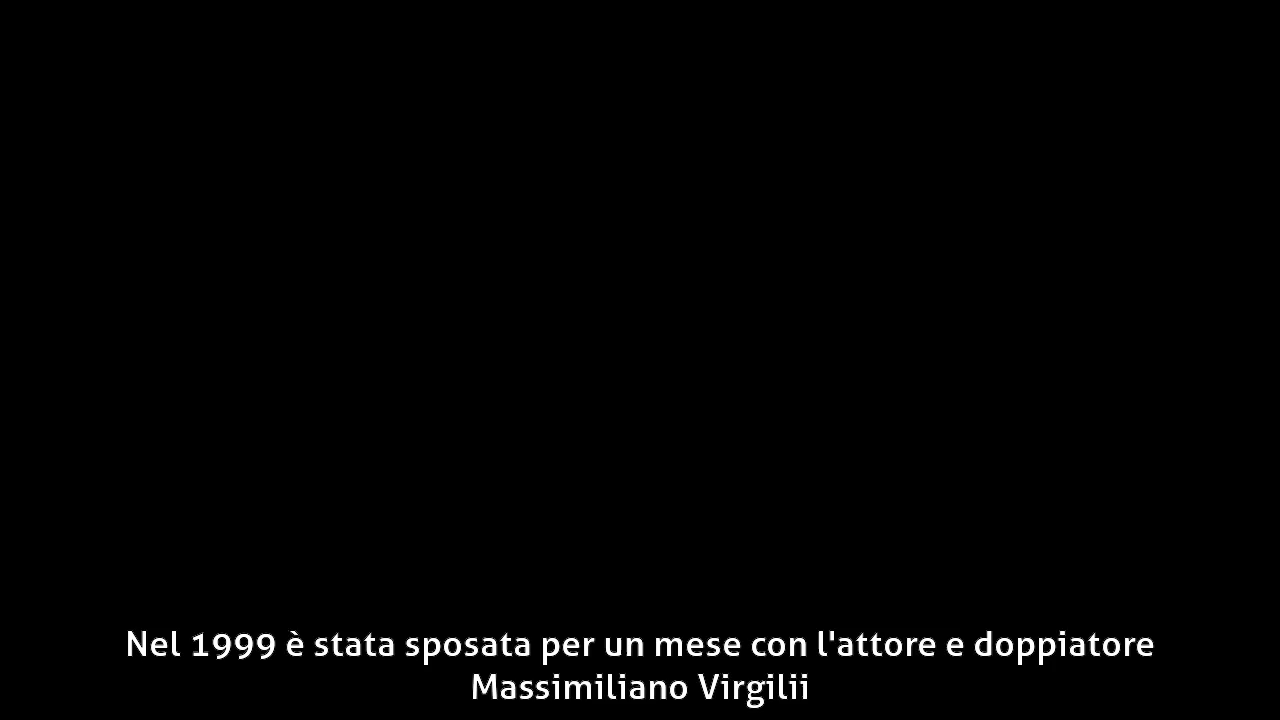 Nel 1999 è stata sposata per un mese con l'attore e doppiatore
Massimiliano Virgilii